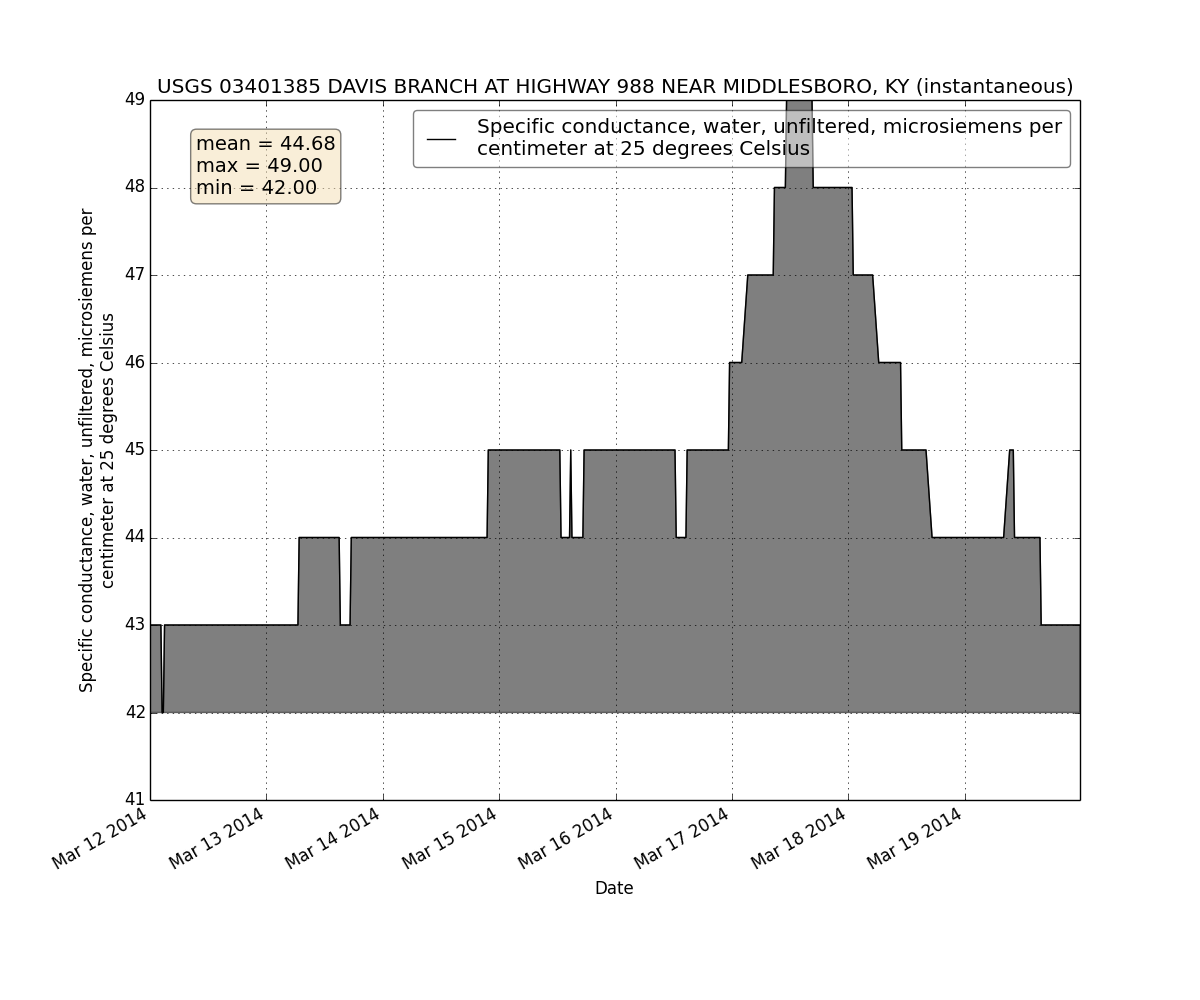 USGS 03401385 DAVIS BRANCH AT HIGHWAY 988 NEAR MIDDLESBORO, KY (instantaneous)
mean = 44.68
max = 49.00
min = 42.00
Specific conductance, water, unfiltered, microsiemens per
centimeter at 25 degrees Celsius
Specific conductance, water, unfiltered, microsiemens per
centimeter at 25 degrees Celsius
49
48
47
46
45
44
43
42
41
Mar 12 2014
Mar 13 2014
Mar 14 2014
Mar 15 2014
Mar 16 2014
Mar 17 2014
Mar 18 2014
Mar 19 2014
Date